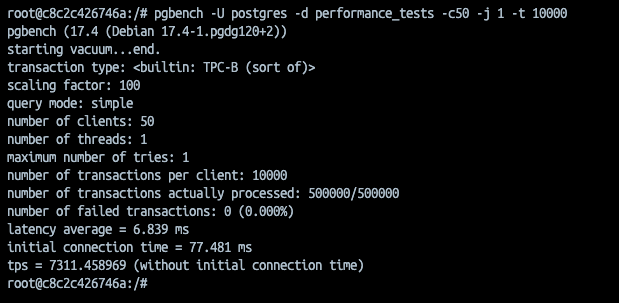 root@c8c2c426746a:/# pgbench -U postgres -d performance_tests -c50 -j 1 -t 10000
pgbench (17.4 (Debian 17.4-1.pgdg120+2))
starting vacuum...end.
transaction type: <builtin: TPC-B (sort of)>
scaling factor: 100
query mode: simple
number of clients: 50
number of threads: 1
maximum number of tries: 1
number of transactions per client: 10000
number of transactions actually processed: 500000/500000
number of failed transactions: 0 (0.000%)
latency average = 6.839 ms
initial connection time = 77.481 ms
tps = 7311.458969 (without initial connection time)
root@c8c2c426746a:/#